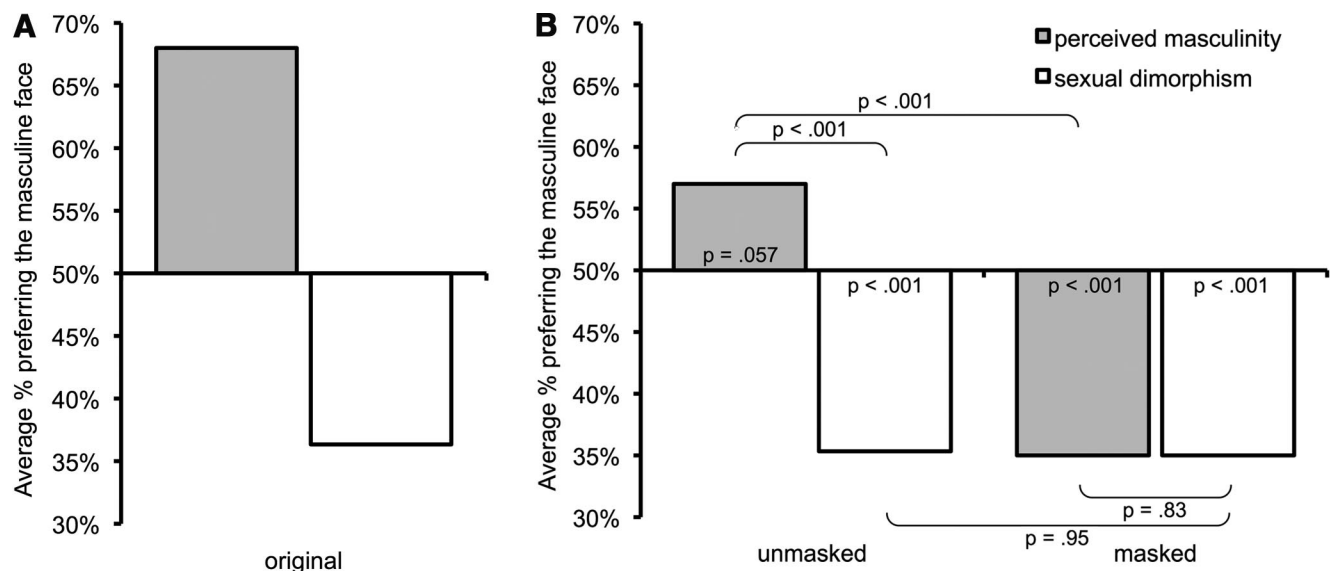 A
Average % preferring the masculine face
70%
65%
60%
55%
50%
45%
40%
35%
30%
original
B
Average % preferring the masculine face
70%
65%
60%
55%
50%
45%
40%
35%
30%
perceived masculinity
sexual dimorphism
p < .001
p < .001
p = .057
p < .001
p < .001
p < .001
p = .83
p = .95
unmasked
masked